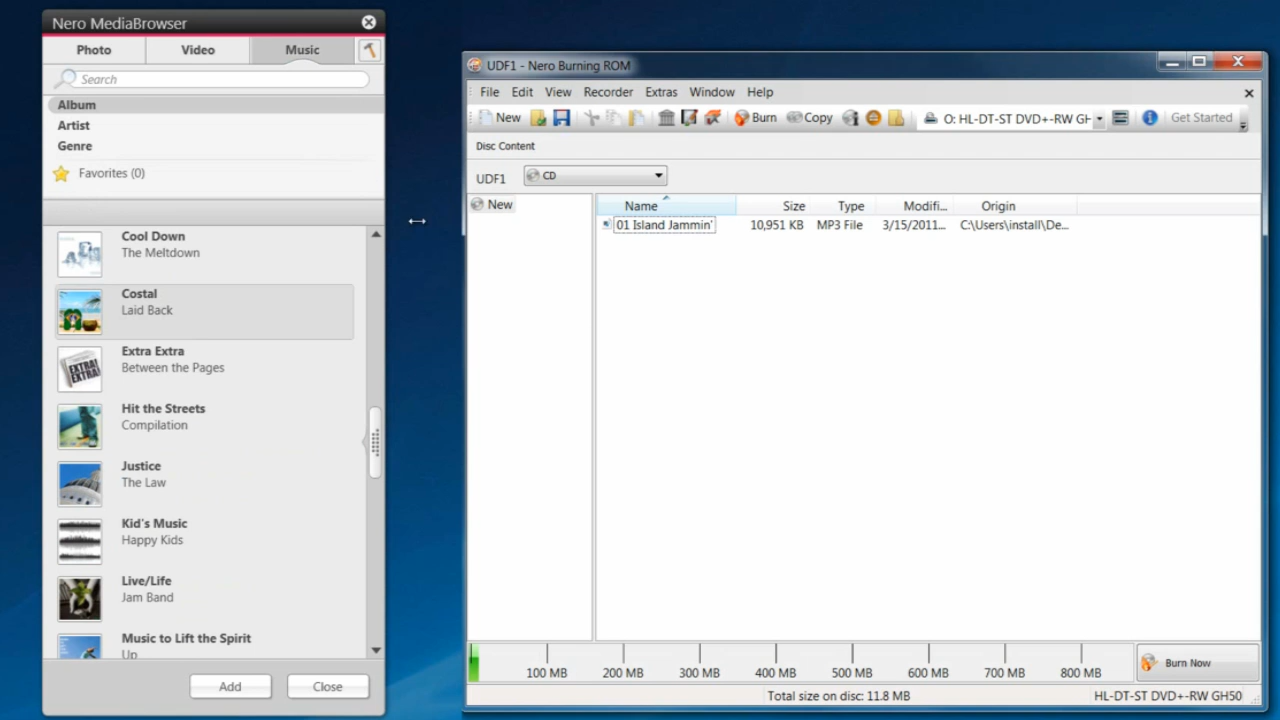 Nero MediaBrowser
Photo Video Music
Search
Album
Artist
Genre
Favorites (0)
Cool Down
The Meltdown
Costal
Laid Back
EXTRA! EXTRA!
Extra Extra
Between the Pages
Hit the Streets
Compilation
Justice
The Law
Kid's Music
Happy Kids
Live/Life
Jam Band
Music to Lift the Spirit
Up
Add Close
UDF1 - Nero Burning ROM
File Edit View Recorder Extras Window Help
New Burn Copy O: HL-DT-ST DVD+-RW GH Get Started
Disc Content
UDF1 CD
New
Name Size Type Modifi... Origin
01 Island Jammin' 10,951 KB MP3 File 3/15/2011... C:\Users\install\De...
100 MB 200 MB 300 MB 400 MB 500 MB 600 MB 700 MB 800 MB
Burn Now
Total size on disc: 11.8 MB HL-DT-ST DVD+-RW GH50